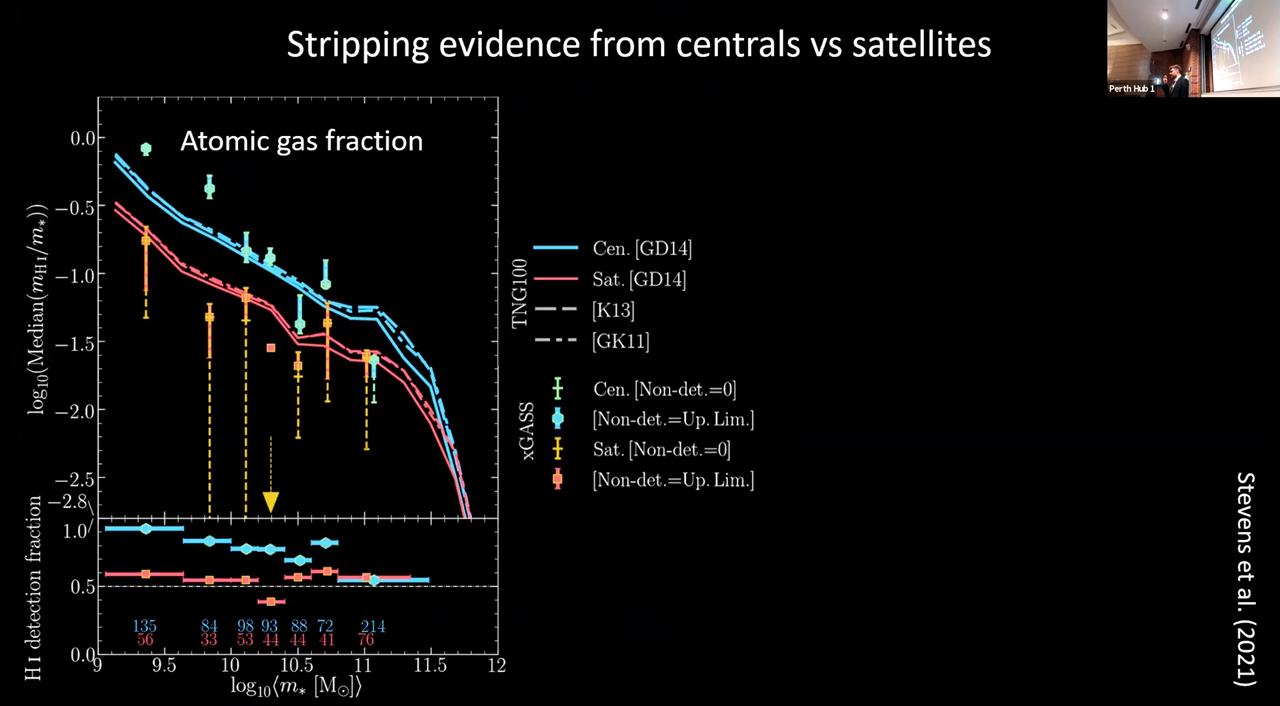 Stripping evidence from centrals vs satellites
Perth Hub 1
Atomic gas fraction
log₁₀(Median(m_H I/m_*))
0.0
−0.5
−1.0
−1.5
−2.0
−2.5
−2.8
TNG100
Cen. [GD14]
Sat. [GD14]
[K13]
[GK11]
xGASS
Cen. [Non-det.=0]
[Non-det.=Up. Lim.]
Sat. [Non-det.=0]
[Non-det.=Up. Lim.]
H I detection fraction
1.0
0.5
0.0
135 84 98 93 88 72 214
56 33 53 44 44 41 76
9 9.5 10 10.5 11 11.5 12
log₁₀⟨m_* [M_⊙]⟩
Stevens et al. (2021)